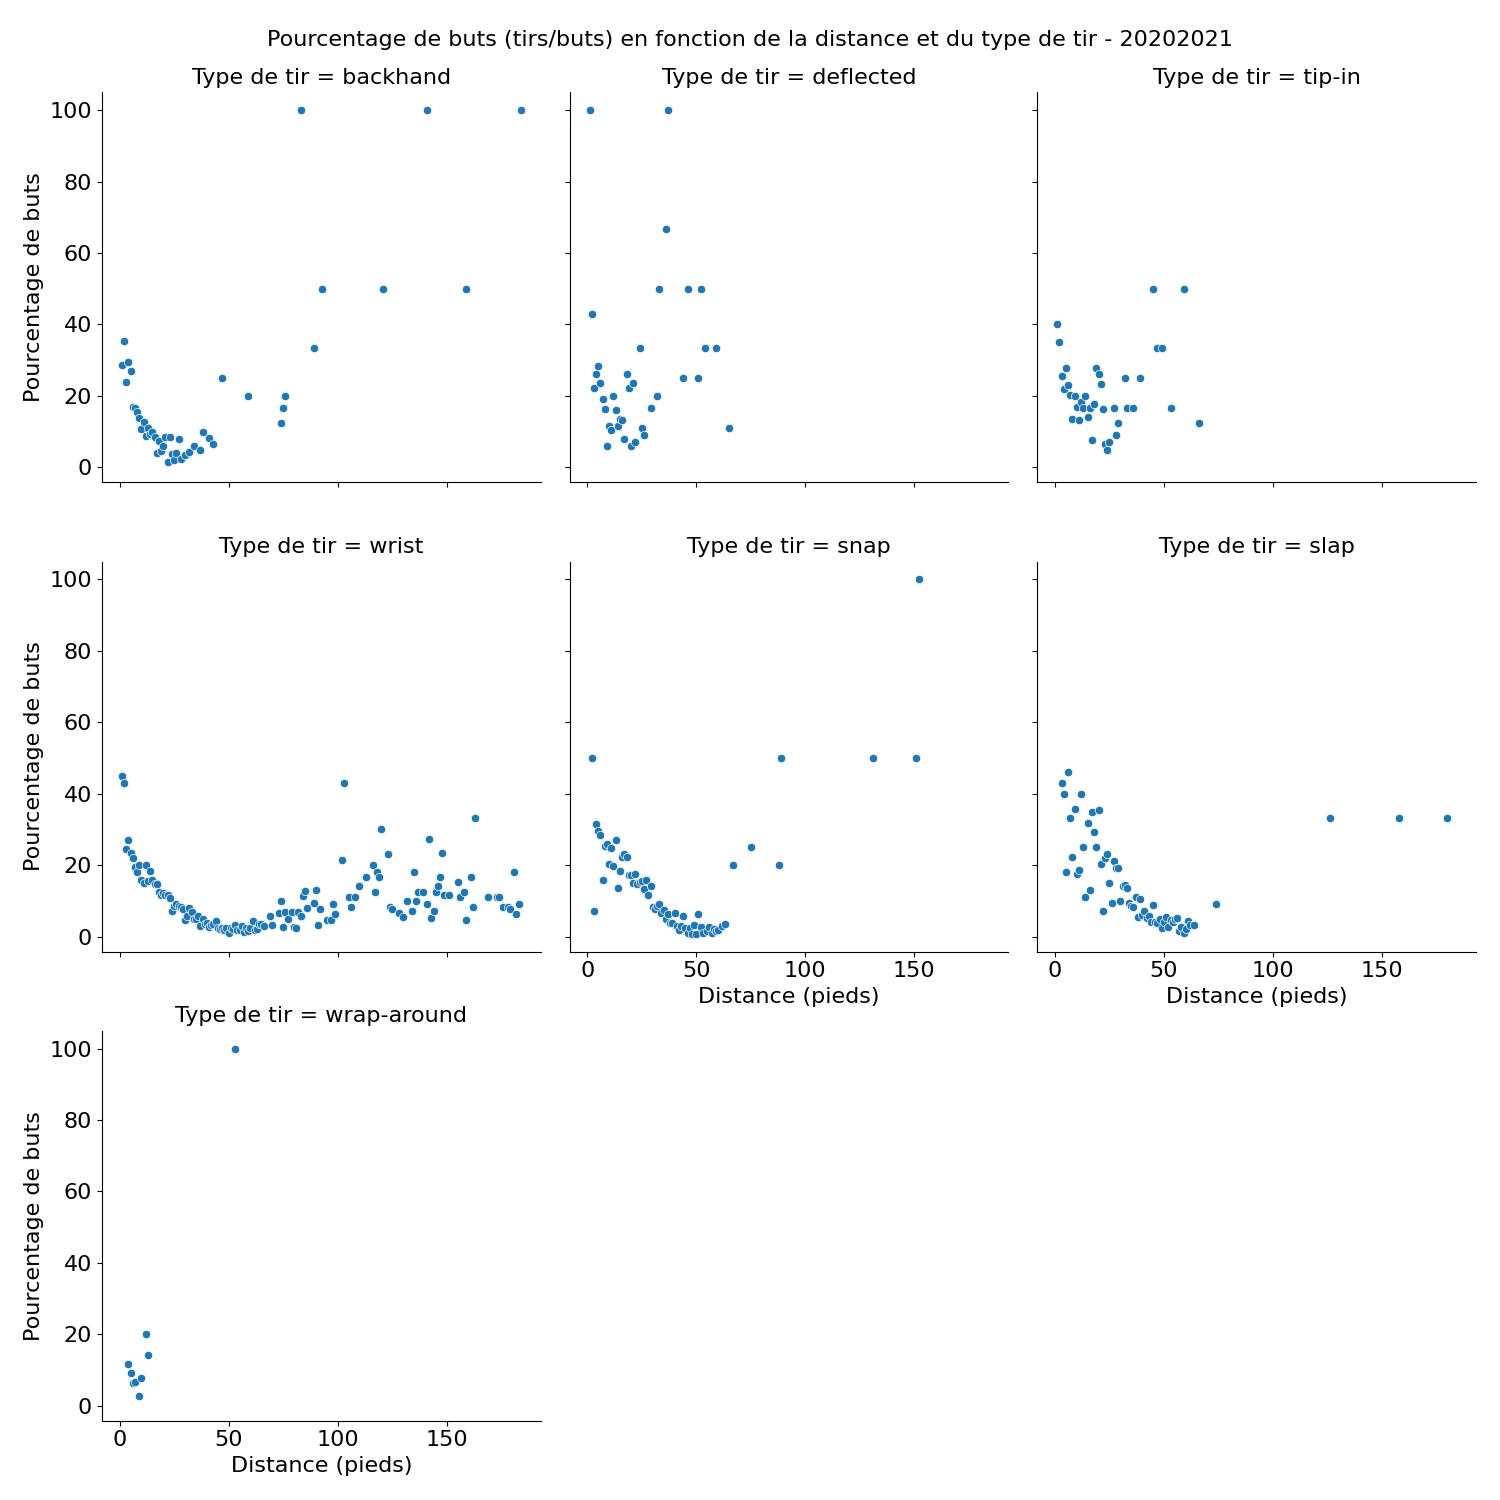 Pourcentage de buts (tirs/buts) en fonction de la distance et du type de tir - 20202021
Type de tir = backhand
Type de tir = deflected
Type de tir = tip-in
Pourcentage de buts
100
80
60
40
20
0
Type de tir = wrist
Type de tir = snap
Type de tir = slap
Pourcentage de buts
100
80
60
40
20
0
0 50 100 150
Distance (pieds)
0 50 100 150
Distance (pieds)
Type de tir = wrap-around
Pourcentage de buts
100
80
60
40
20
0
0 50 100 150
Distance (pieds)